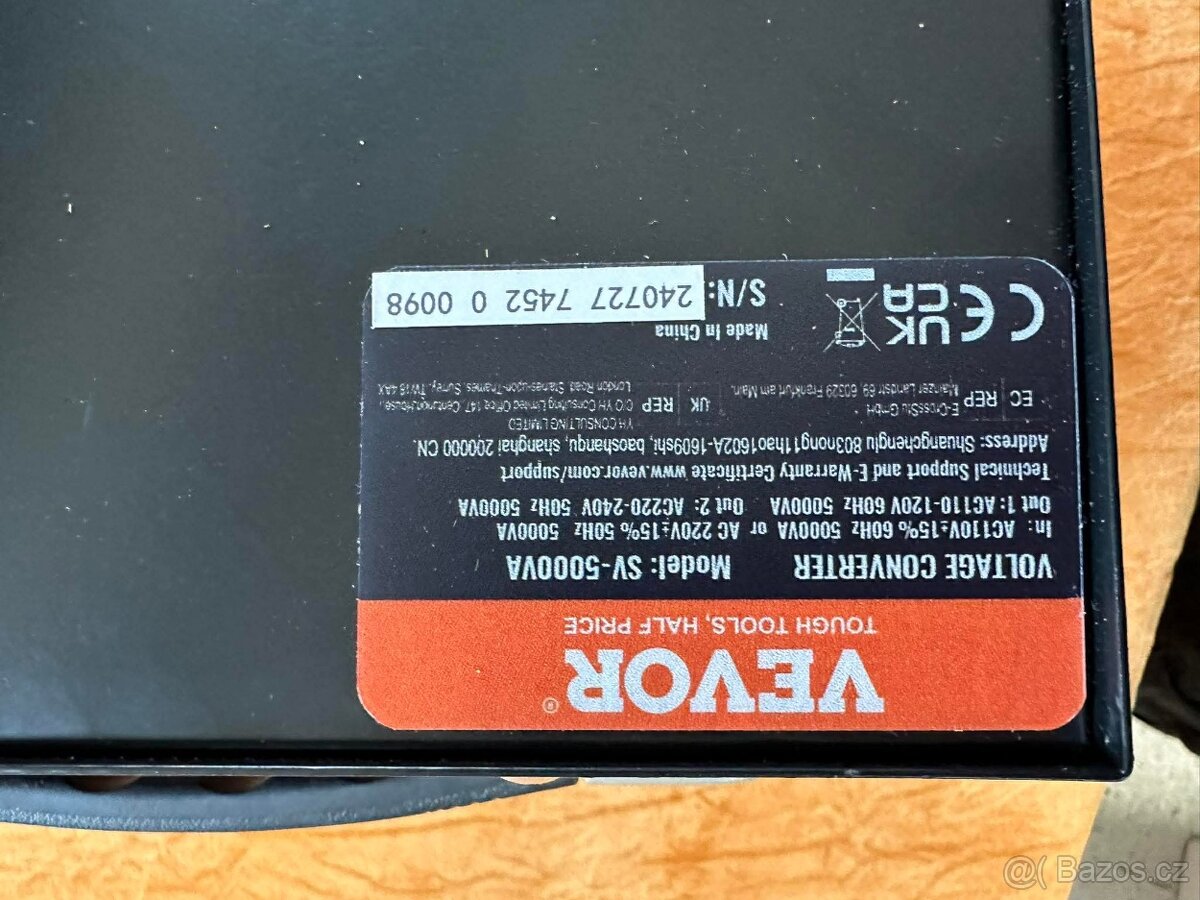 VEVOR®
TOUGH TOOLS, HALF PRICE
VOLTAGE CONVERTER Model: SV-5000VA
In: AC110V±15% 60Hz 5000VA or AC 220V±15% 50Hz 5000VA
Out 1: AC110-120V 60Hz 5000VA Out 2: AC220-240V 50Hz 5000VA
Technical Support and E-Warranty Certificate www.vevor.com/support
Address: Shuangchenglu 803nong11hao1602A-1609shi, baoshanqu, shanghai 200000 CN.
EC REP
E-CrossStu GmbH
Mainzer Landstr.69, 60329 Frankfurt am Main.
UK REP
YH CONSULTING LIMITED
C/O YH Consulting Limited Office 147, Centurion House,
London Road, Staines-upon-Thames, Surrey, TW18 4AX
CE UKCA
Made In China
S/N: 240727 7452 0 0098
@( Bazos.cz